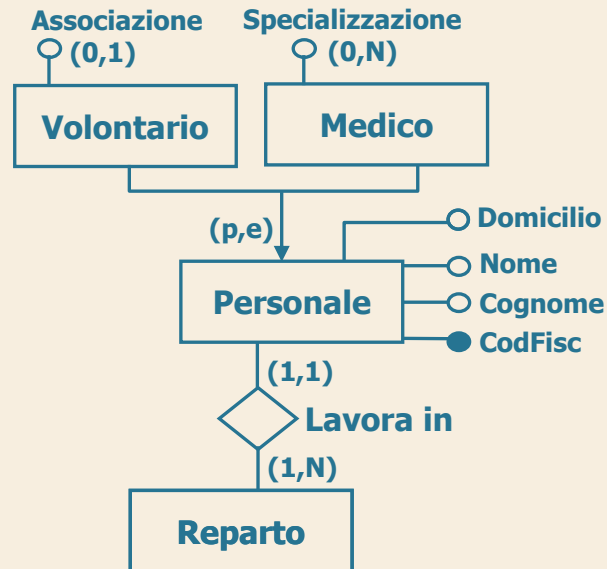 Associazione
(0,1)
Specializzazione
(0,N)
Volontario
Medico
(p,e)
Domicilio
Nome
Cognome
CodFisc
Personale
(1,1)
Lavora in
(1,N)
Reparto